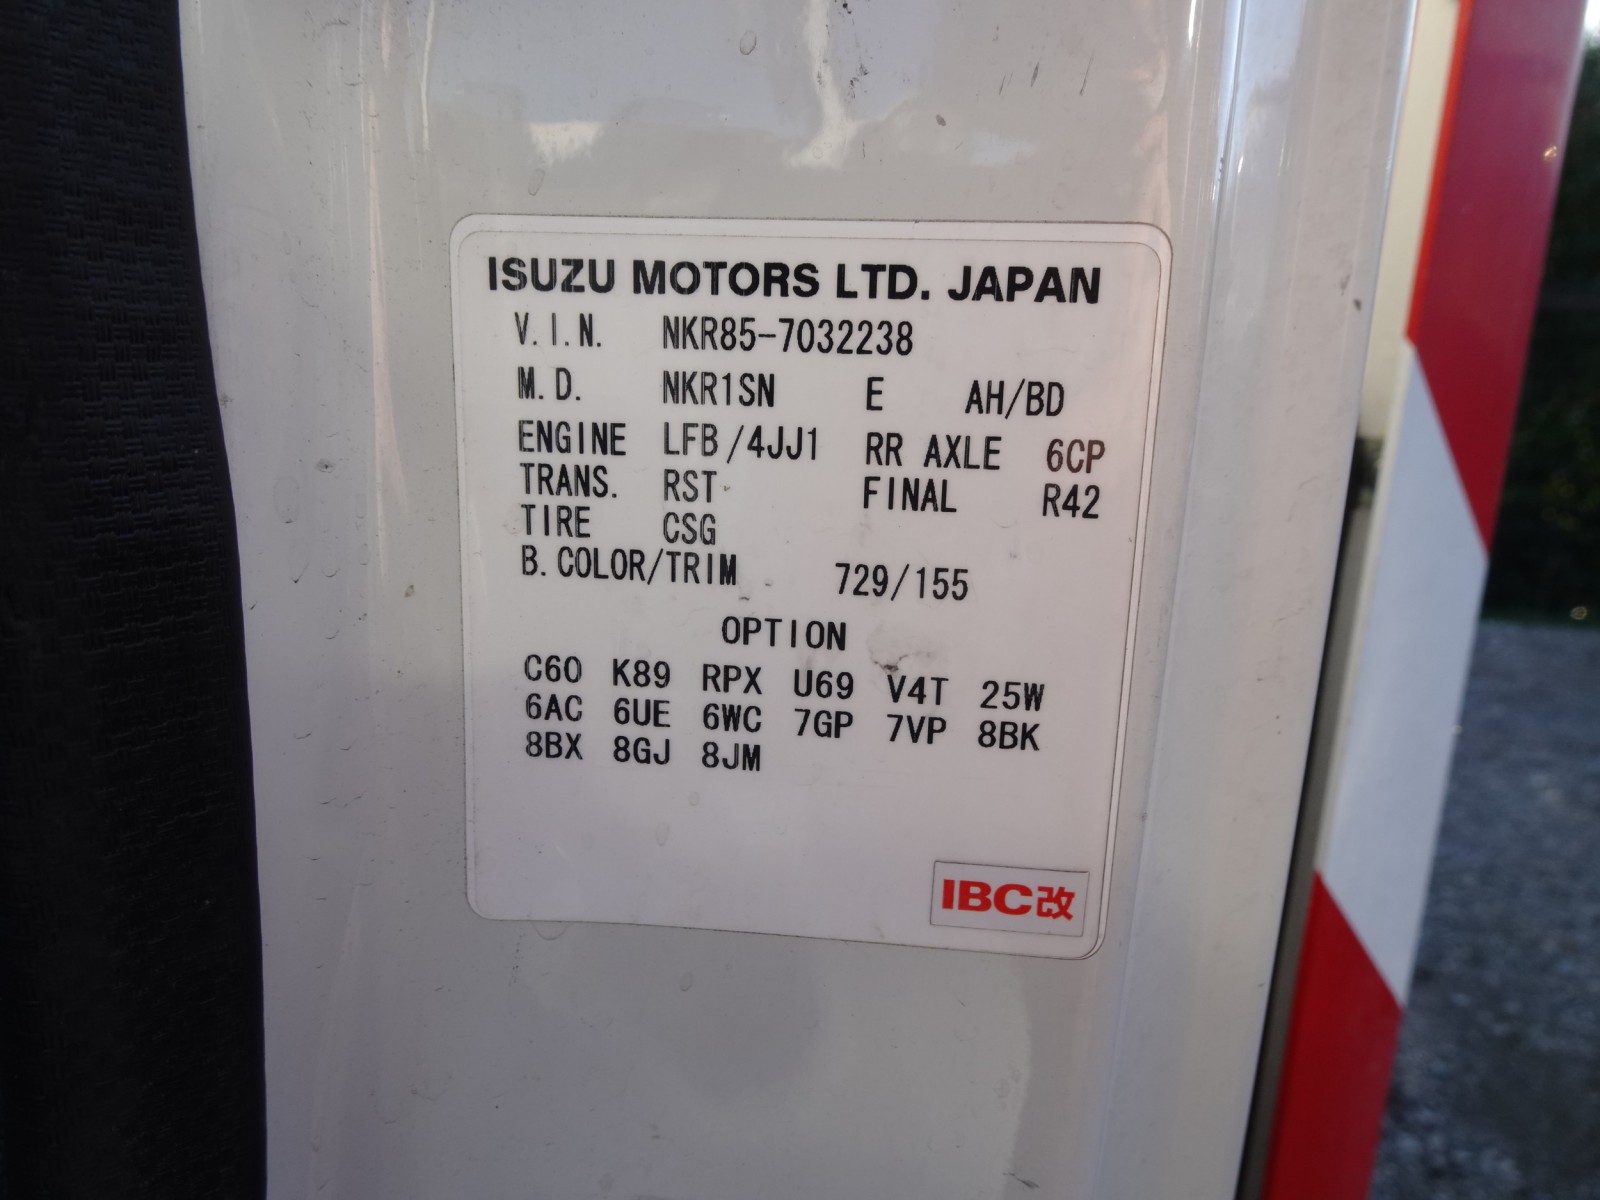 ISUZU MOTORS LTD. JAPAN
V.I.N. NKR85-7032238
M.D. NKR1SN E AH/BD
ENGINE LFB/4JJ1 RR AXLE 6CP
TRANS. RST FINAL R42
TIRE CSG
B.COLOR/TRIM 729/155
OPTION
C60 K89 RPX U69 V4T 25W
6AC 6UE 6WC 7GP 7VP 8BK
8BX 8GJ 8JM
IBC改